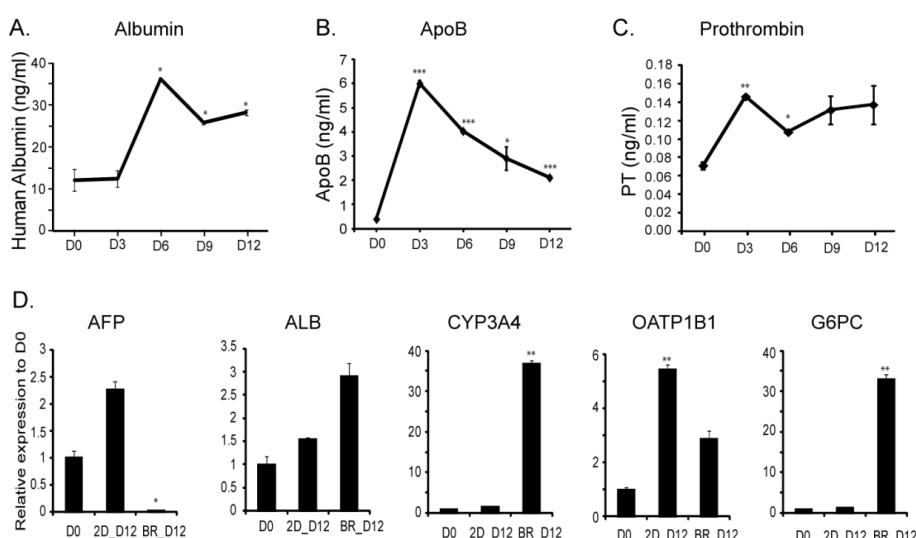 A. Albumin
Human Albumin (ng/ml)
40
30
20
10
0
* * *
D0 D3 D6 D9 D12
B. ApoB
ApoB (ng/ml)
7
6
5
4
3
2
1
0
*** *** * ***
D0 D3 D6 D9 D12
C. Prothrombin
PT (ng/ml)
0.18
0.16
0.14
0.12
0.10
0.08
0.06
0.04
0.02
0.00
** *
D0 D3 D6 D9 D12
D.
Relative expression to D0
AFP
3
2.5
2
1.5
1
0.5
0
*
D0 2D_D12 BR_D12
ALB
3.5
3
2.5
2
1.5
1
0.5
0
D0 2D_D12 BR_D12
CYP3A4
40
30
20
10
0
**
D0 2D_D12 BR_D12
OATP1B1
6
4
2
0
**
D0 2D_D12 BR_D12
G6PC
40
30
20
10
0
**
D0 2D_D12 BR_D12